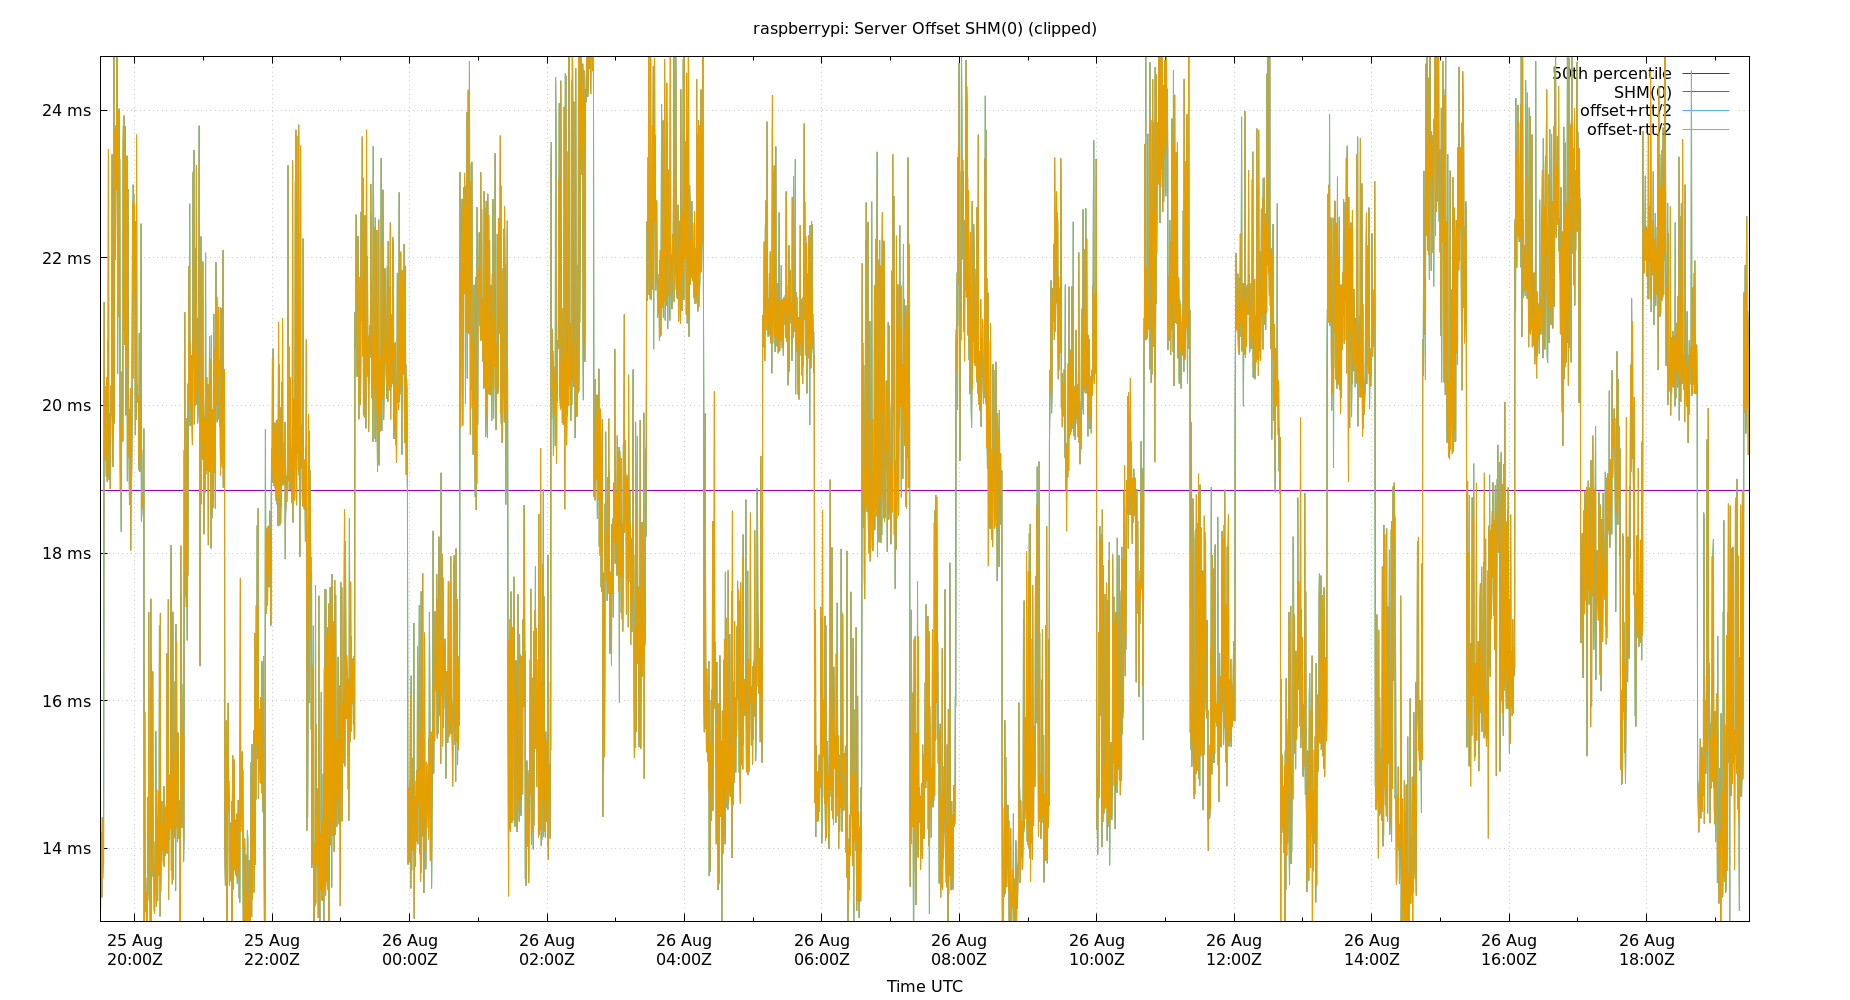 raspberrypi: Server Offset SHM(0) (clipped)
50th percentile
SHM(0)
offset+rtt/2
offset-rtt/2
24 ms
22 ms
20 ms
18 ms
16 ms
14 ms
25 Aug 25 Aug 26 Aug 26 Aug 26 Aug 26 Aug 26 Aug 26 Aug 26 Aug 26 Aug 26 Aug 26 Aug
20:00Z 22:00Z 00:00Z 02:00Z 04:00Z 06:00Z 08:00Z 10:00Z 12:00Z 14:00Z 16:00Z 18:00Z
Time UTC